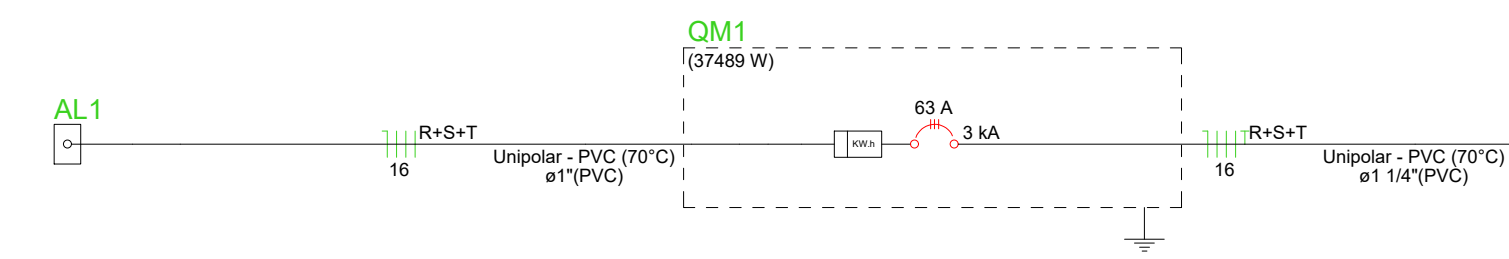 AL1
R+S+T
16
Unipolar - PVC (70°C)
ø1"(PVC)
QM1
(37489 W)
KW.h
63 A
3 kA
R+S+T
16
Unipolar - PVC (70°C)
ø1 1/4"(PVC)